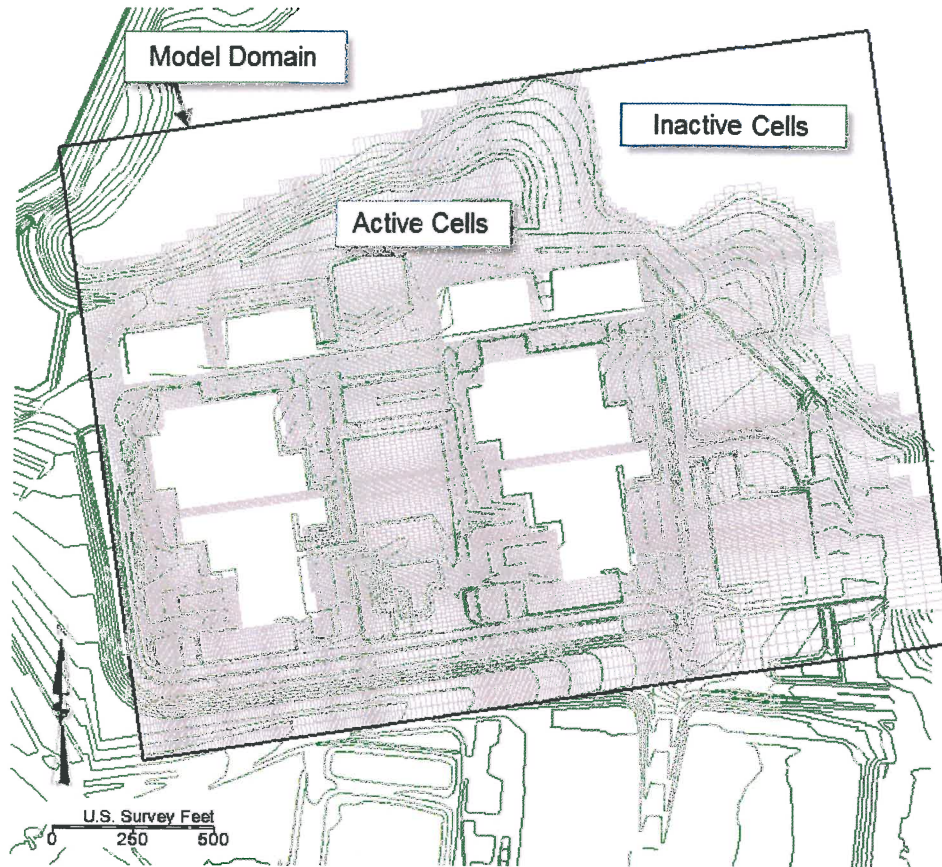 Model Domain
Inactive Cells
Active Cells
U.S. Survey Feet
0 250 500